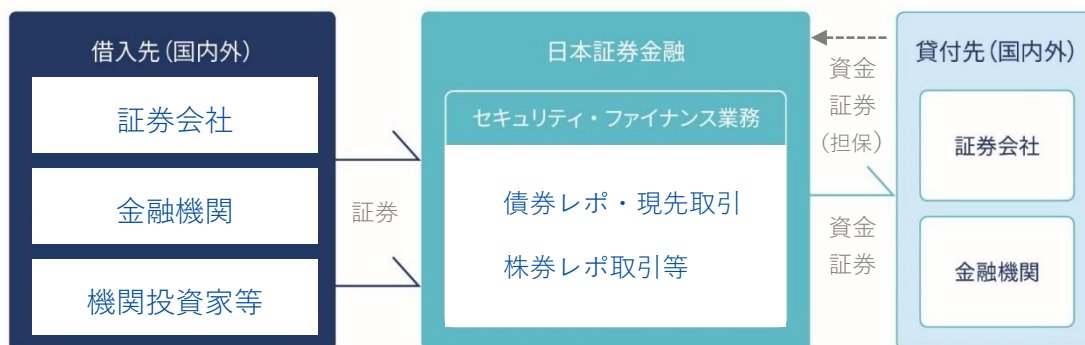 借入先(国内外)
証券会社
金融機関
機関投資家等
証券
日本証券金融
セキュリティ・ファイナンス業務
債券レポ・現先取引
株券レポ取引等
資金
証券
(担保)
資金
証券
貸付先(国内外)
証券会社
金融機関